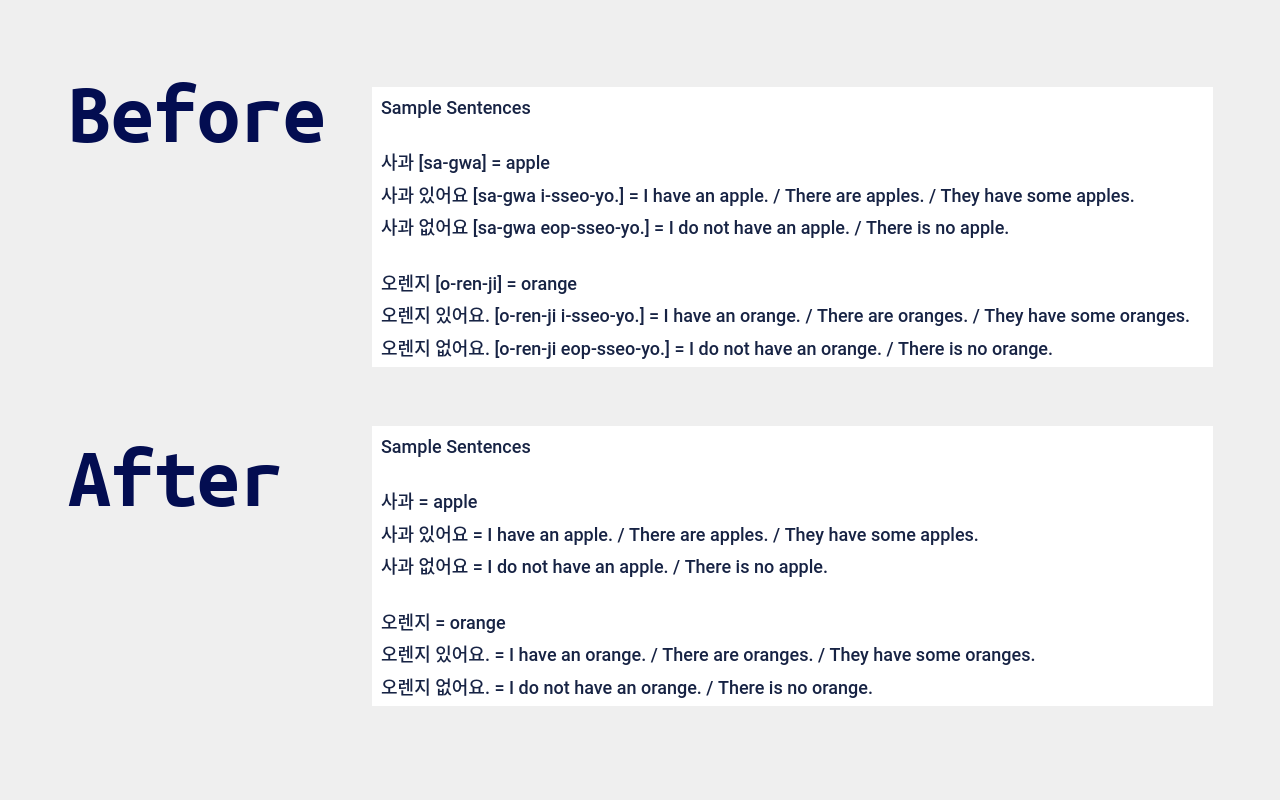 Before
Sample Sentences
사과 [sa-gwa] = apple
사과 있어요 [sa-gwa i-sseo-yo.] = I have an apple. / There are apples. / They have some apples.
사과 없어요 [sa-gwa eop-sseo-yo.] = I do not have an apple. / There is no apple.
오렌지 [o-ren-ji] = orange
오렌지 있어요. [o-ren-ji i-sseo-yo.] = I have an orange. / There are oranges. / They have some oranges.
오렌지 없어요. [o-ren-ji eop-sseo-yo.] = I do not have an orange. / There is no orange.
After
Sample Sentences
사과 = apple
사과 있어요 = I have an apple. / There are apples. / They have some apples.
사과 없어요 = I do not have an apple. / There is no apple.
오렌지 = orange
오렌지 있어요. = I have an orange. / There are oranges. / They have some oranges.
오렌지 없어요. = I do not have an orange. / There is no orange.